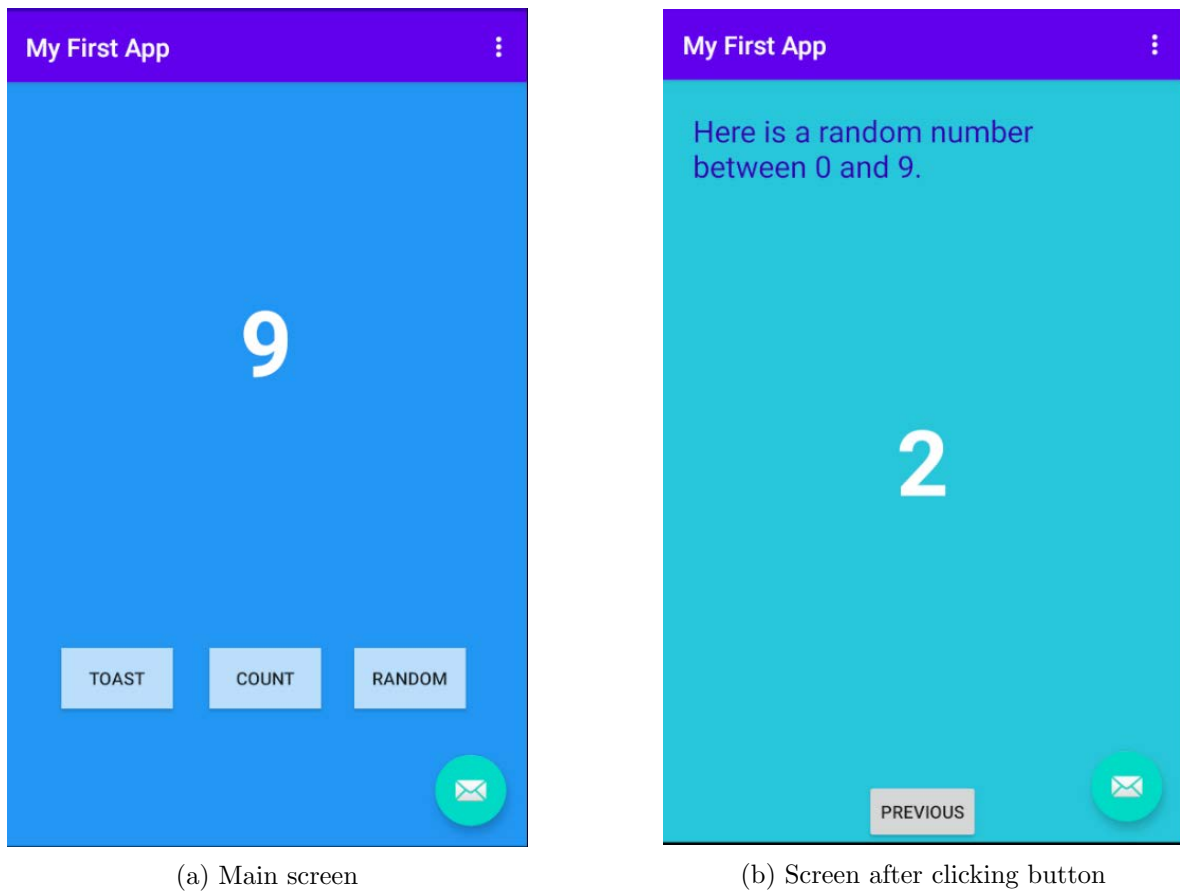 My First App
9
TOAST COUNT RANDOM
(a) Main screen
My First App
Here is a random number
between 0 and 9.
2
PREVIOUS
(b) Screen after clicking button